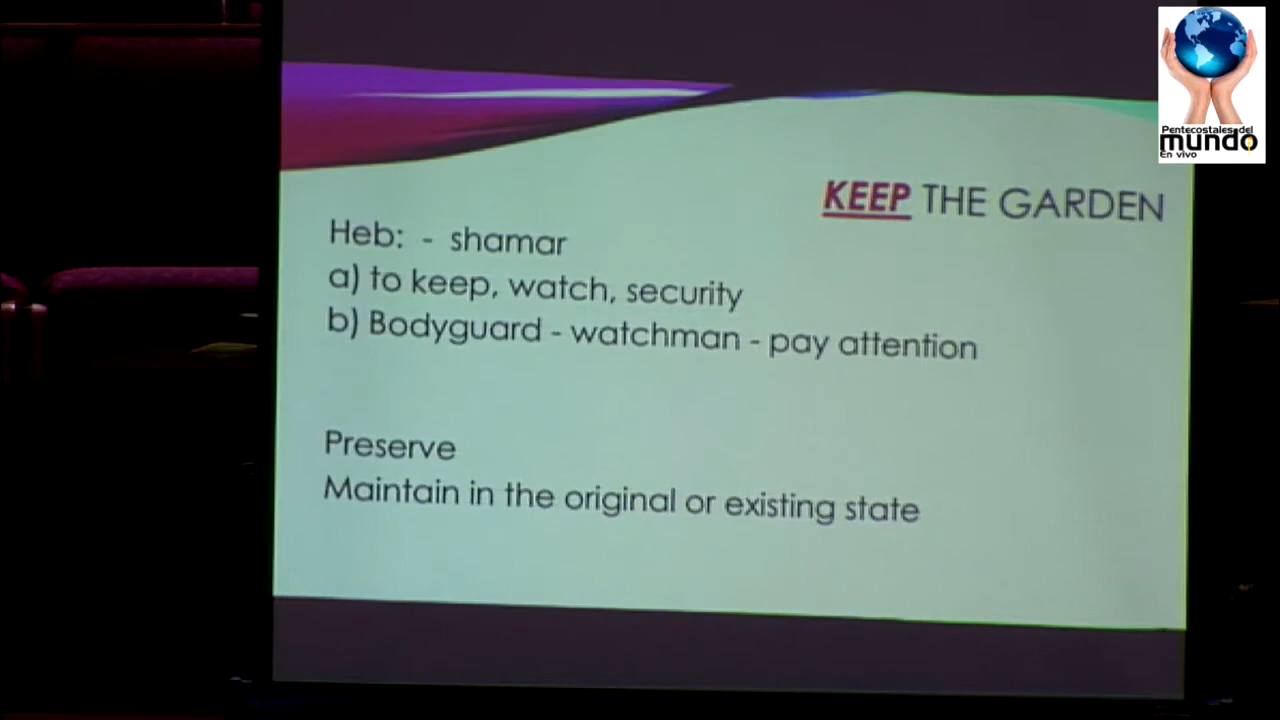 Pentecostales del
mundo
En vivo
KEEP THE GARDEN
Heb: - shamar
a) to keep, watch, security
b) Bodyguard - watchman - pay attention
Preserve
Maintain in the original or existing state